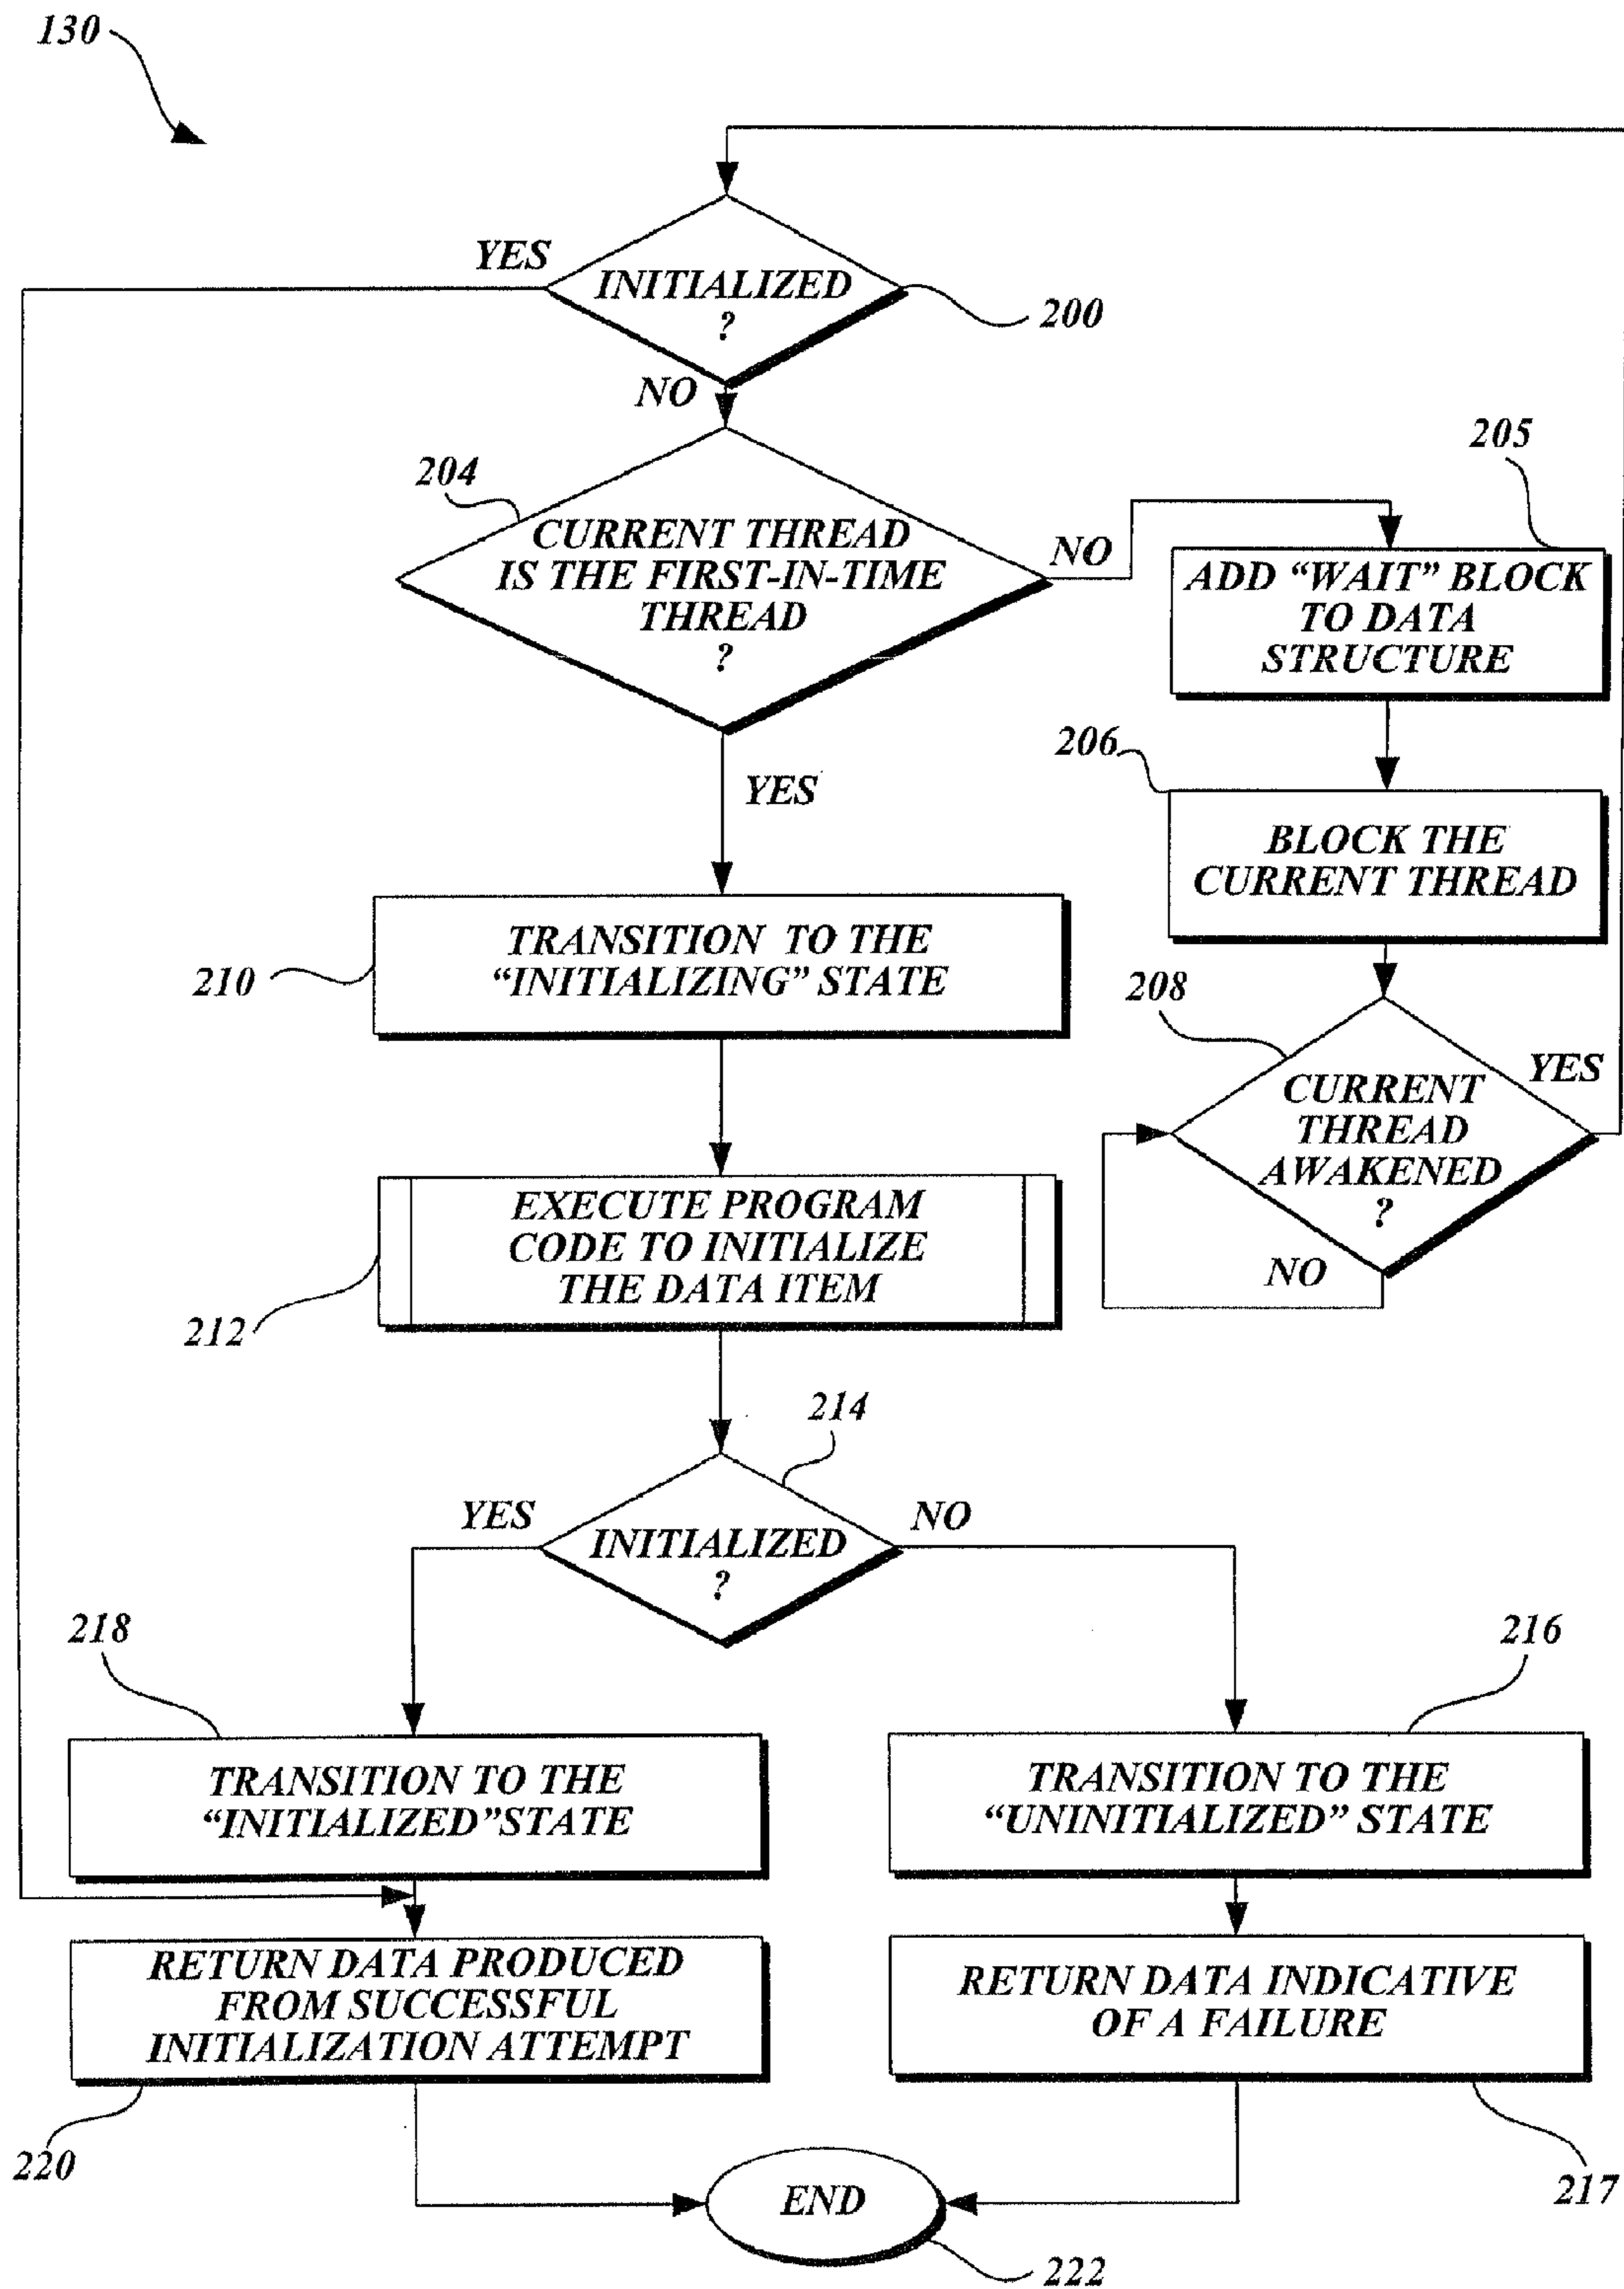 130
YES
INITIALIZED
?
200
NO
204
CURRENT THREAD
IS THE FIRST-IN-TIME
THREAD
?
NO
205
ADD “WAIT” BLOCK
TO DATA
STRUCTURE
206
BLOCK THE
CURRENT THREAD
YES
210
TRANSITION TO THE
“INITIALIZING” STATE
208
CURRENT
THREAD
AWAKENED
?
YES
NO
212
EXECUTE PROGRAM
CODE TO INITIALIZE
THE DATA ITEM
214
YES
INITIALIZED
?
NO
218
TRANSITION TO THE
“INITIALIZED”STATE
216
TRANSITION TO THE
“UNINITIALIZED” STATE
RETURN DATA PRODUCED
FROM SUCCESSFUL
INITIALIZATION ATTEMPT
220
RETURN DATA INDICATIVE
OF A FAILURE
217
END
222